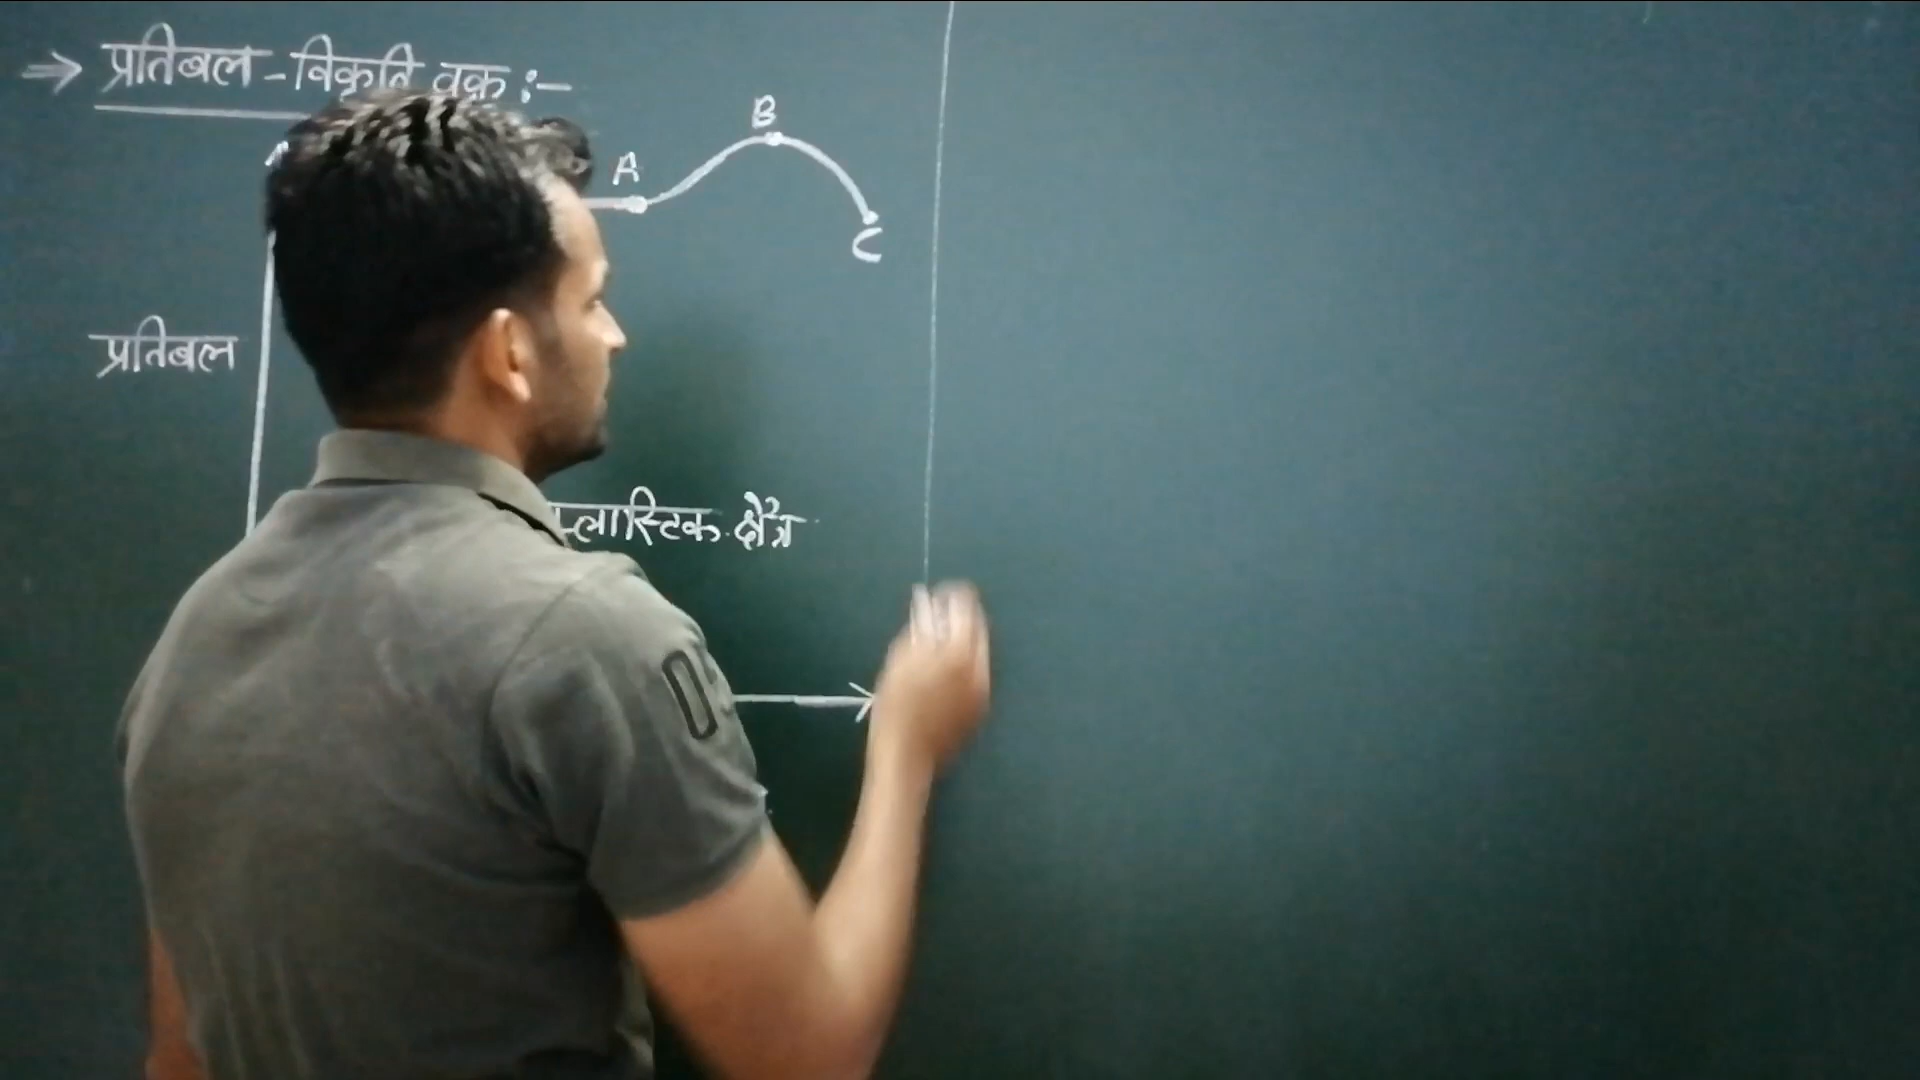 ⇒ प्रतिबल - विकृति वक्र :-
B
A
C
प्रतिबल
प्लास्टिक क्षेत्र